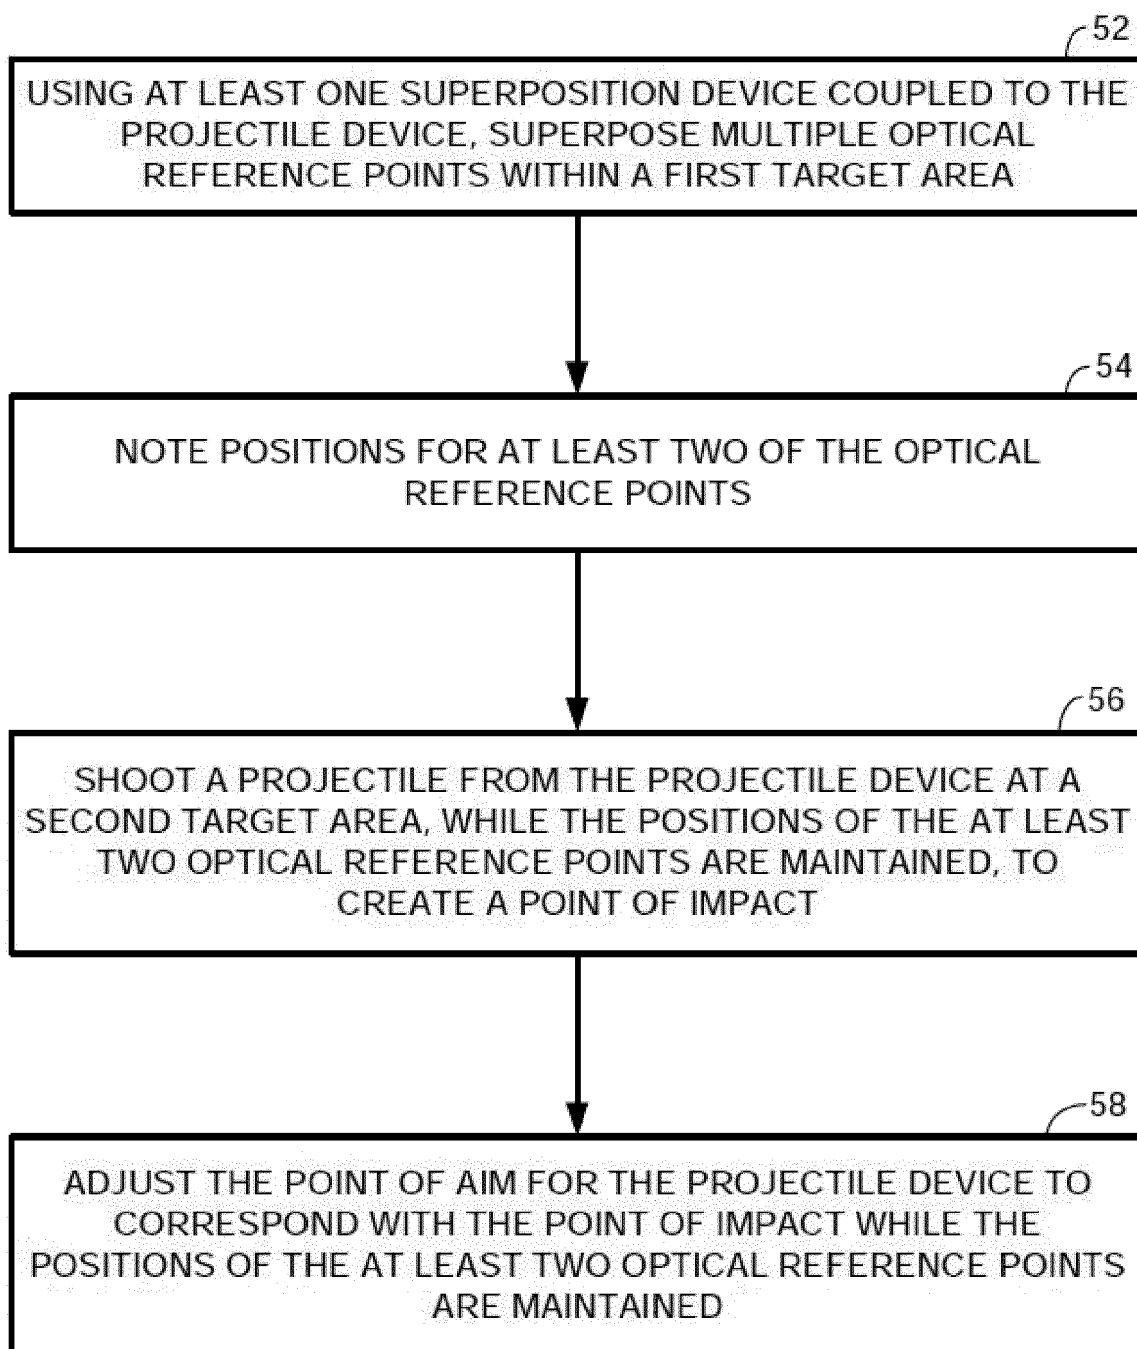 52
USING AT LEAST ONE SUPERPOSITION DEVICE COUPLED TO THE
PROJECTILE DEVICE, SUPERPOSE MULTIPLE OPTICAL
REFERENCE POINTS WITHIN A FIRST TARGET AREA
54
NOTE POSITIONS FOR AT LEAST TWO OF THE OPTICAL
REFERENCE POINTS
56
SHOOT A PROJECTILE FROM THE PROJECTILE DEVICE AT A
SECOND TARGET AREA, WHILE THE POSITIONS OF THE AT LEAST
TWO OPTICAL REFERENCE POINTS ARE MAINTAINED, TO
CREATE A POINT OF IMPACT
58
ADJUST THE POINT OF AIM FOR THE PROJECTILE DEVICE TO
CORRESPOND WITH THE POINT OF IMPACT WHILE THE
POSITIONS OF THE AT LEAST TWO OPTICAL REFERENCE POINTS
ARE MAINTAINED